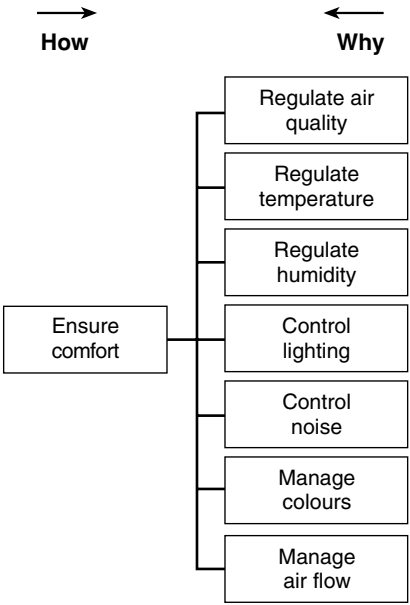 How
Why
Regulate air
quality
Regulate
temperature
Regulate
humidity
Ensure
comfort
Control
lighting
Control
noise
Manage
colours
Manage
air flow